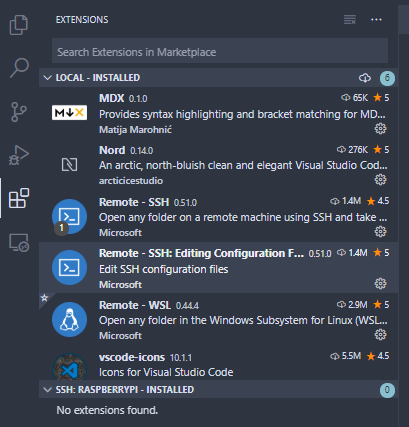 EXTENSIONS
Search Extensions in Marketplace
LOCAL - INSTALLED 6
MDX 0.1.0 65K 5
Provides syntax highlighting and bracket matching for MD...
Matija Marohnić
Nord 0.14.0 276K 5
An arctic, north-bluish clean and elegant Visual Studio Cod...
arcticicestudio
Remote - SSH 0.51.0 1.4M 4.5
Open any folder on a remote machine using SSH and take ...
1
Microsoft
Remote - SSH: Editing Configuration F... 0.51.0 1.4M 5
Edit SSH configuration files
Microsoft
Remote - WSL 0.44.4 2.9M 5
Open any folder in the Windows Subsystem for Linux (WSL...
Microsoft
vscode-icons 10.1.1 5.5M 4.5
Icons for Visual Studio Code
SSH: RASPBERRYPI - INSTALLED 0
No extensions found.